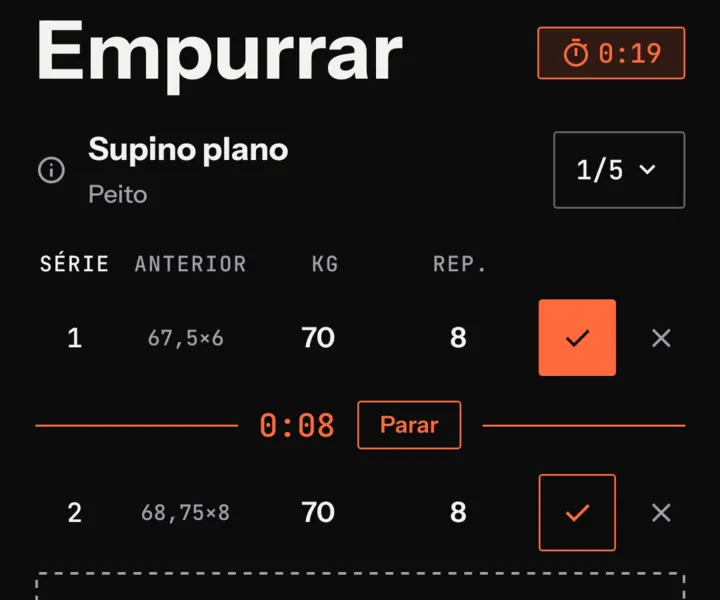 Empurrar 0:19
Supino plano
Peito
1/5
SÉRIE ANTERIOR KG REP.
1 67,5×6 70 8
0:08 Parar
2 68,75×8 70 8